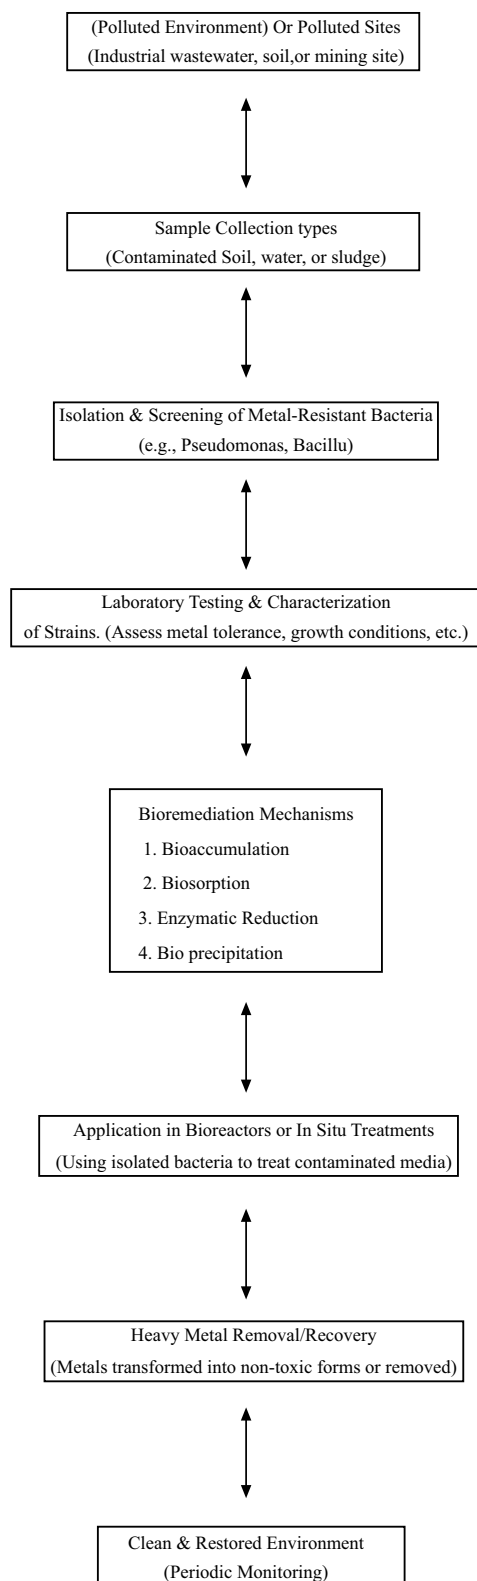 (Polluted Environment) Or Polluted Sites
(Industrial wastewater, soil,or mining site)
Sample Collection types
(Contaminated Soil, water, or sludge)
Isolation & Screening of Metal-Resistant Bacteria
(e.g., Pseudomonas, Bacillu)
Laboratory Testing & Characterization
of Strains. (Assess metal tolerance, growth conditions, etc.)
Bioremediation Mechanisms
1. Bioaccumulation
2. Biosorption
3. Enzymatic Reduction
4. Bio precipitation
Application in Bioreactors or In Situ Treatments
(Using isolated bacteria to treat contaminated media)
Heavy Metal Removal/Recovery
(Metals transformed into non-toxic forms or removed)
Clean & Restored Environment
(Periodic Monitoring)